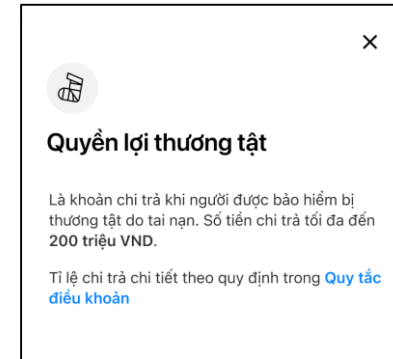 Quyền lợi thương tật
Là khoản chi trả khi người được bảo hiểm bị
thương tật do tai nạn. Số tiền chi trả tối đa đến
200 triệu VND.
Tỉ lệ chi trả chi tiết theo quy định trong Quy tắc
điều khoản